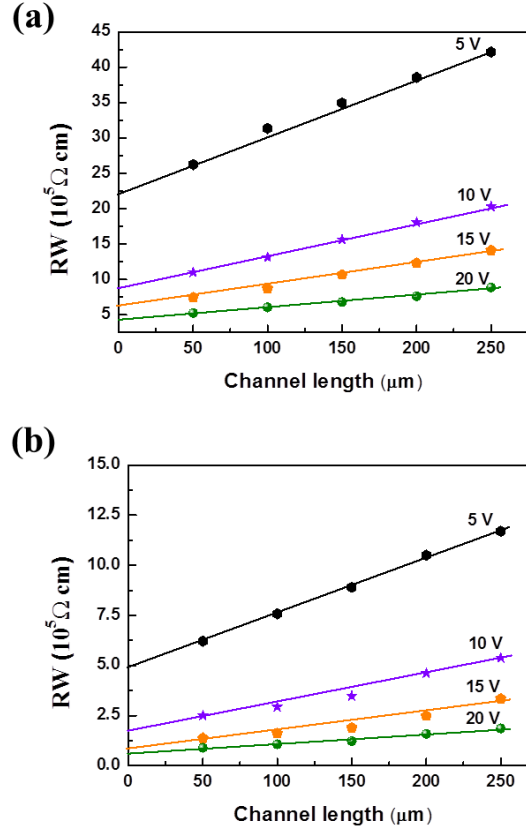 (a)
45
40
35
30
25
20
15
10
5
RW (10⁵Ω cm)
5 V
10 V
15 V
20 V
0 50 100 150 200 250
Channel length (μm)
(b)
15.0
12.5
10.0
7.5
5.0
2.5
0.0
RW (10⁵Ω cm)
5 V
10 V
15 V
20 V
0 50 100 150 200 250
Channel length (μm)